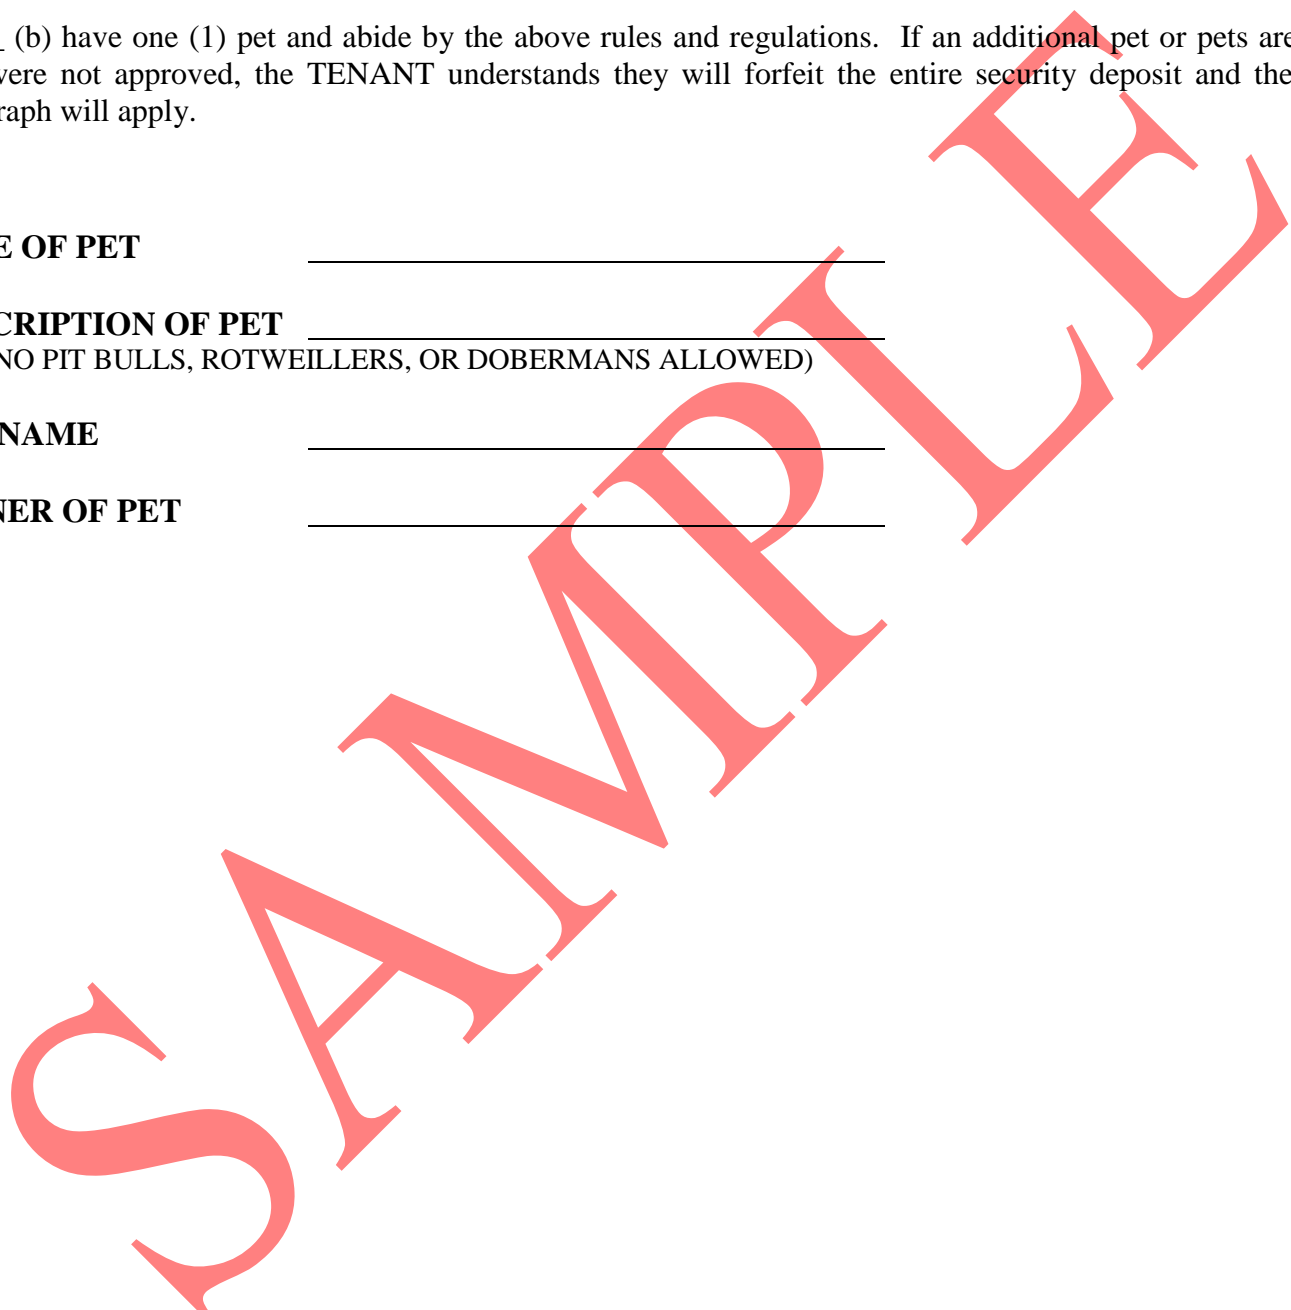 (b) have one (1) pet and abide by the above rules and regulations. If an additional pet or pets are
were not approved, the TENANT understands they will forfeit the entire security deposit and the
raph will apply.
E OF PET
CRIPTION OF PET
NO PIT BULLS, ROTWEILLERS, OR DOBERMANS ALLOWED)
NAME
NER OF PET
SAMPLE